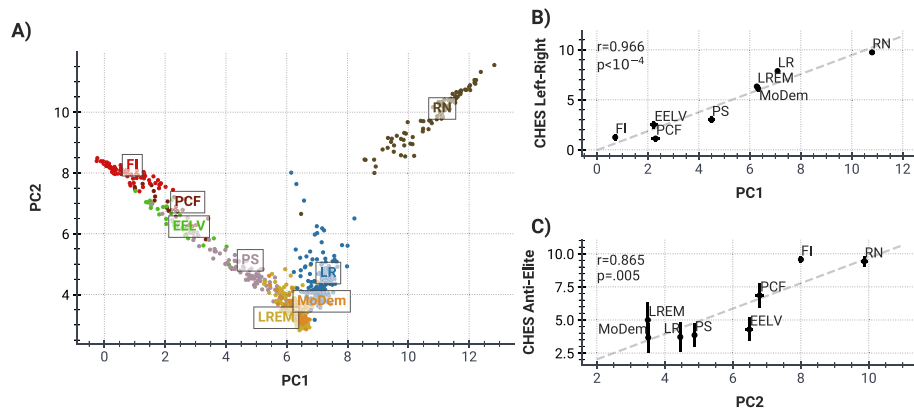 A)
PC2
10
8
6
4
0
2
4
6
8
10
12
PC1
FI
PCF
EELV
PS
RN
LR
MoDem
LREM
B)
CHES Left-Right
10
5
0
r=0.966
p<10⁻⁴
RN
LR
LREM
MoDem
PS
EELV
PCF
FI
0
2
4
6
8
10
12
PC1
C)
CHES Anti-Elite
10.0
7.5
5.0
2.5
r=0.865
p=.005
FI
RN
PCF
LREM
MoDem
LR
PS
EELV
2
4
6
8
10
PC2